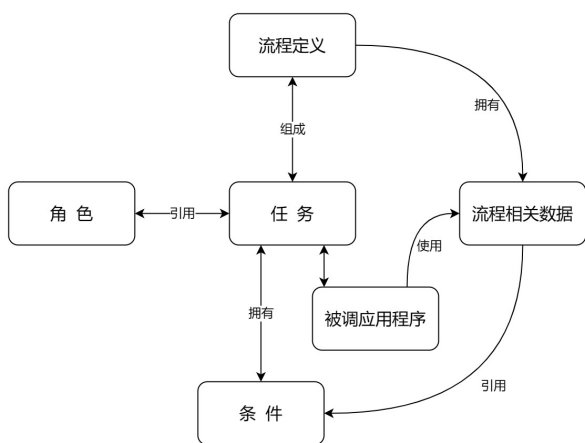 流程定义
拥有
组成
角 色
引用
任 务
流程相关数据
使用
拥有
被调应用程序
引用
条 件